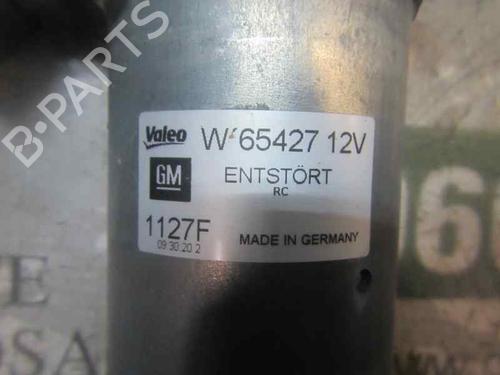 B-PARTS
Valeo W 65427 12V
GM ENTSTÖRT
RC
1127F
09 30 20 2
MADE IN GERMANY